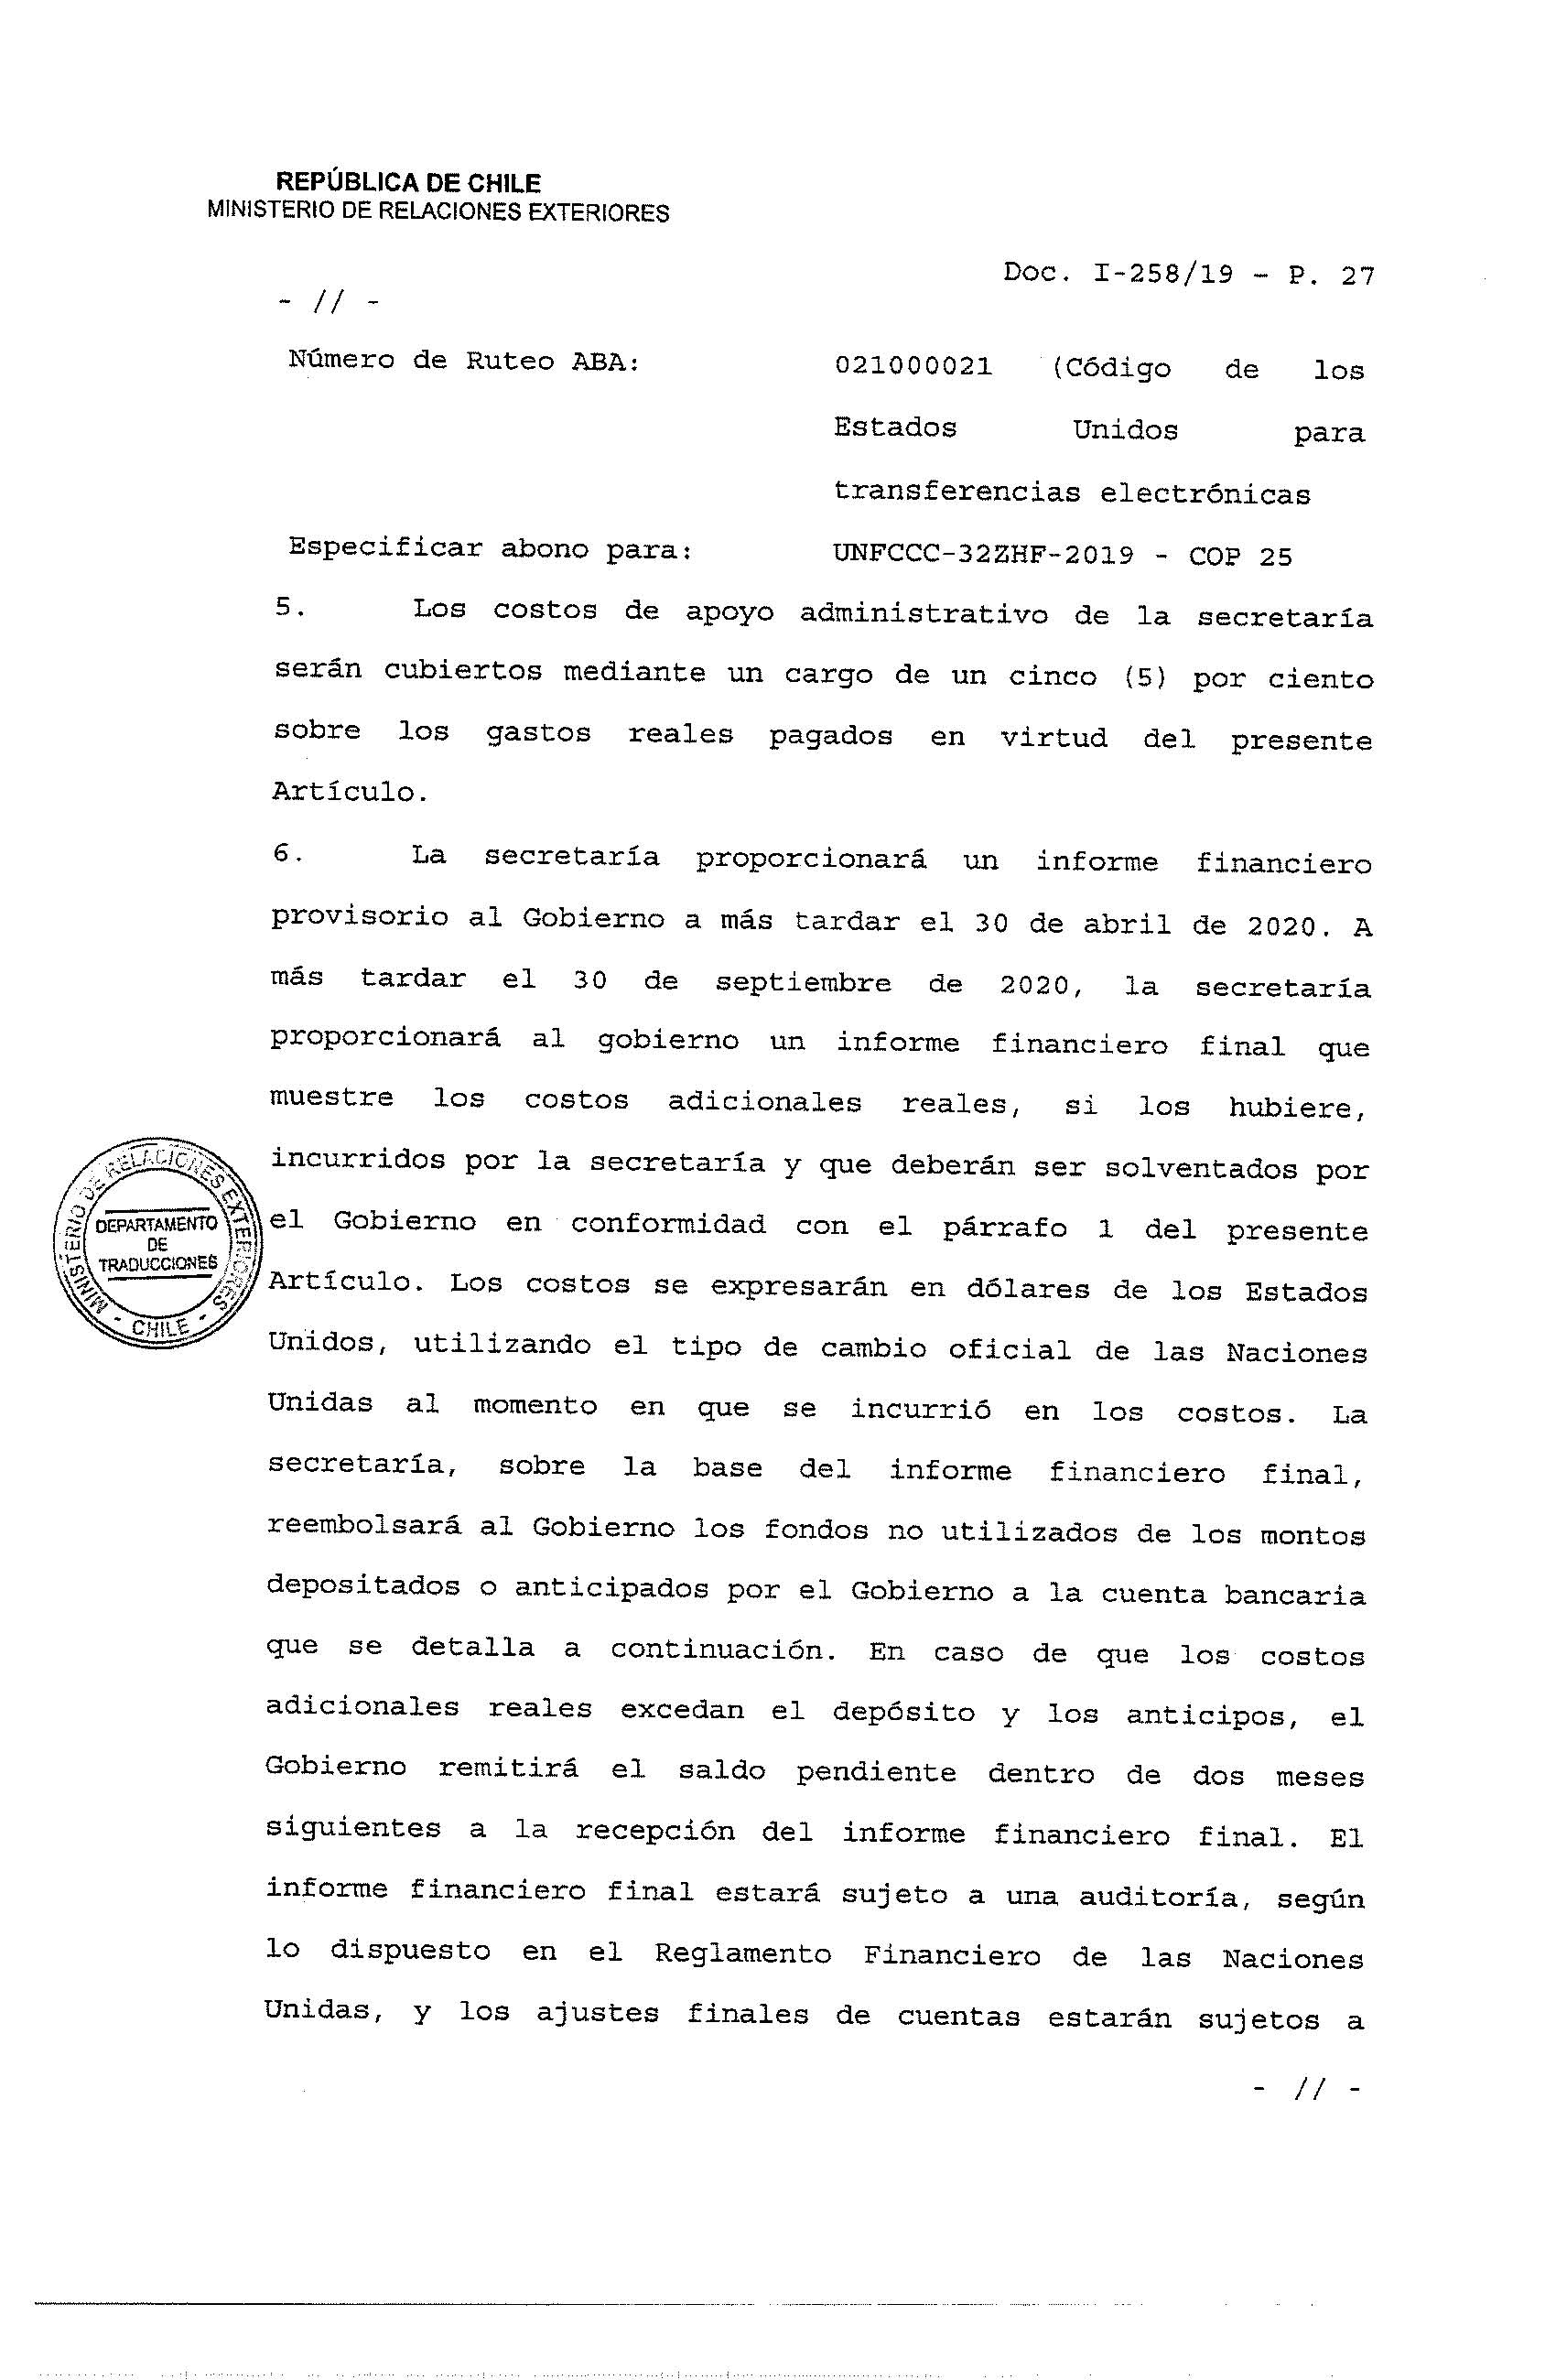 REPÚBLICA DE CHILE
MINISTERIO DE RELACIONES EXTERIORES
Doc. I-258/19 - P. 27
- // -
Número de Ruteo ABA: 021000021 (Código de los
Estados Unidos para
transferencias electrónicas
Especificar abono para: UNFCCC-32ZHF-2019 - COP 25
5. Los costos de apoyo administrativo de la secretaría
serán cubiertos mediante un cargo de un cinco (5) por ciento
sobre los gastos reales pagados en virtud del presente
Artículo.
6. La secretaría proporcionará un informe financiero
provisorio al Gobierno a más tardar el 30 de abril de 2020. A
más tardar el 30 de septiembre de 2020, la secretaría
proporcionará al gobierno un informe financiero final que
muestre los costos adicionales reales, si los hubiere,
incurridos por la secretaría y que deberán ser solventados por
el Gobierno en conformidad con el párrafo 1 del presente
Artículo. Los costos se expresarán en dólares de los Estados
Unidos, utilizando el tipo de cambio oficial de las Naciones
Unidas al momento en que se incurrió en los costos. La
secretaría, sobre la base del informe financiero final,
reembolsará al Gobierno los fondos no utilizados de los montos
depositados o anticipados por el Gobierno a la cuenta bancaria
que se detalla a continuación. En caso de que los costos
adicionales reales excedan el depósito y los anticipos, el
Gobierno remitirá el saldo pendiente dentro de dos meses
siguientes a la recepción del informe financiero final. El
informe financiero final estará sujeto a una auditoría, según
lo dispuesto en el Reglamento Financiero de las Naciones
Unidas, y los ajustes finales de cuentas estarán sujetos a
- // -
MINISTERIO DE RELACIONES EXTERIORES
DEPARTAMENTO
DE
TRADUCCIONES
- CHILE -